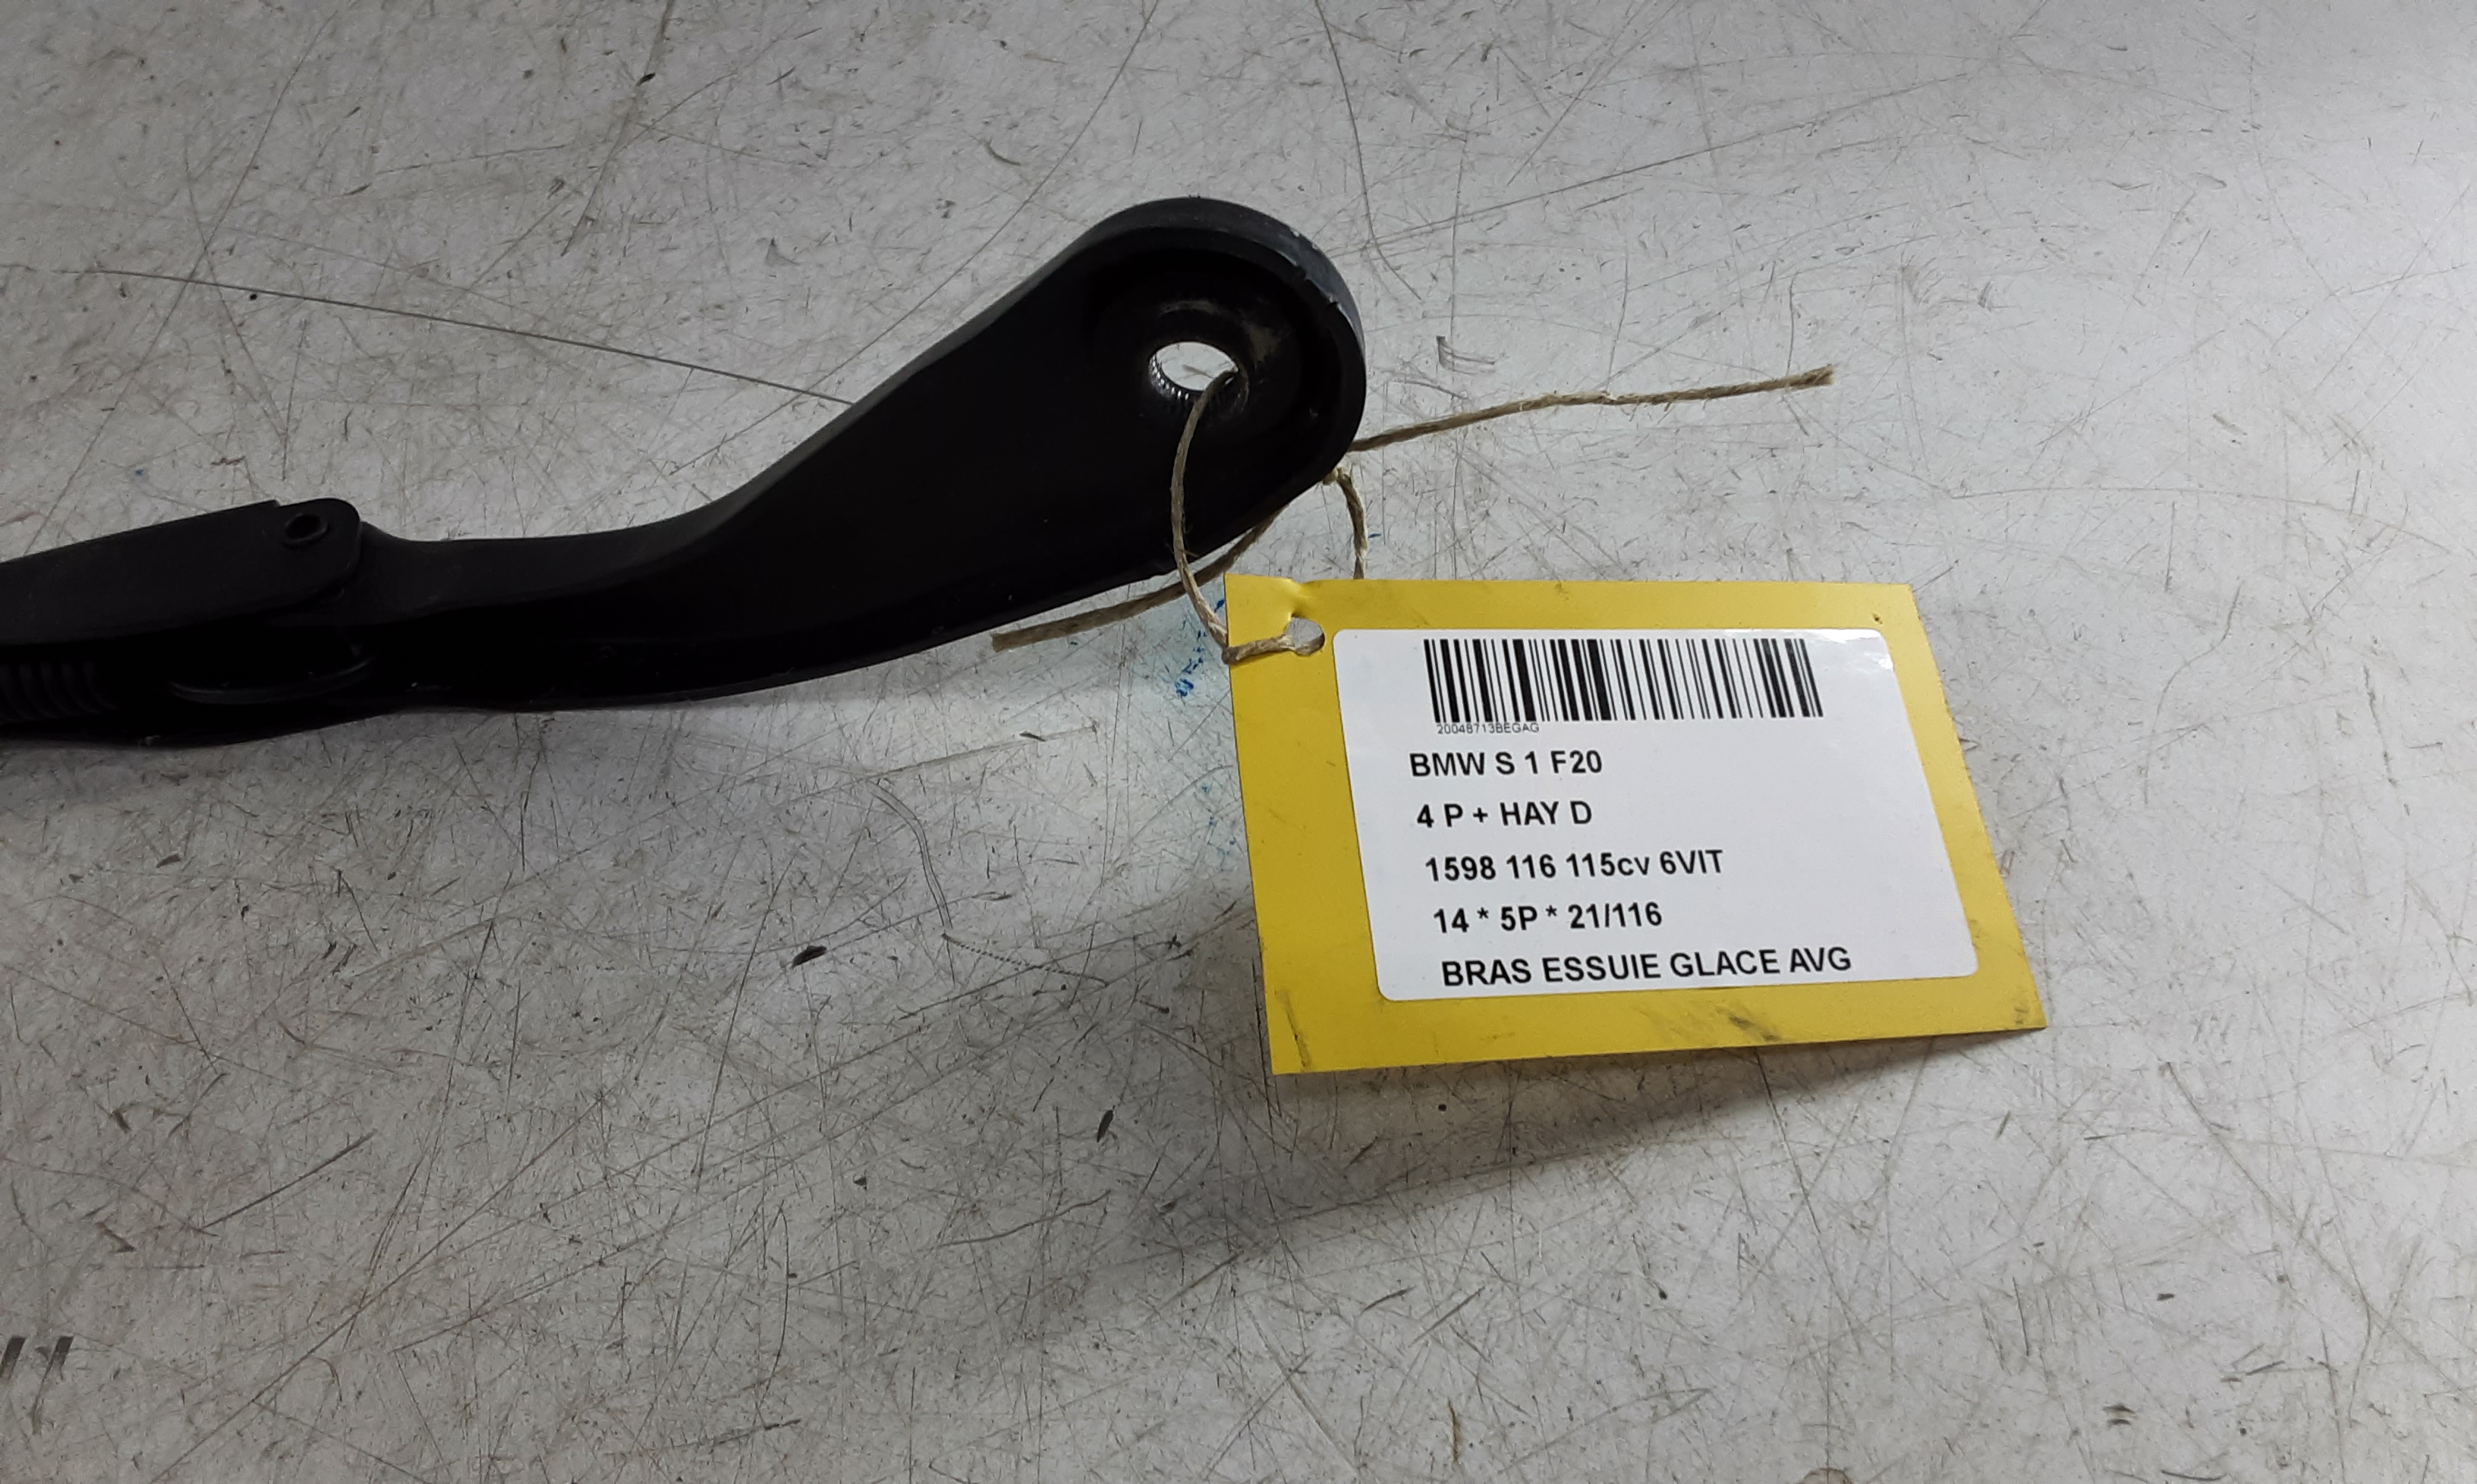 20048713BEGAG
BMW S 1 F20
4 P + HAY D
1598 116 115cv 6VIT
14 * 5P * 21/116
BRAS ESSUIE GLACE AVG